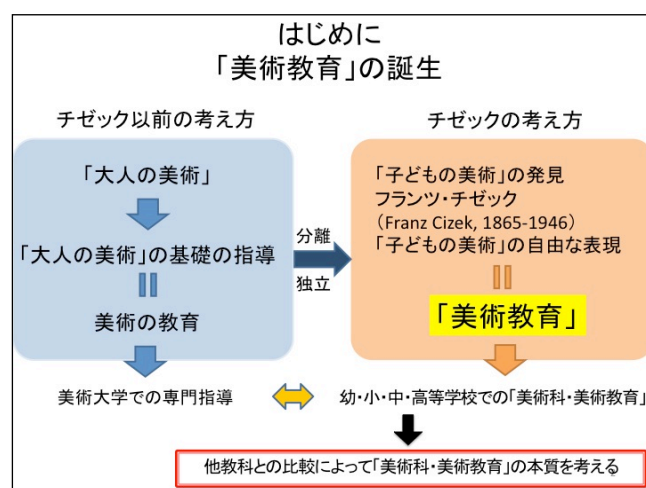 はじめに
「美術教育」の誕生
チゼック以前の考え方
「大人の美術」
「大人の美術」の基礎の指導
美術の教育
美術大学での専門指導
分離
独立
チゼックの考え方
「子どもの美術」の発見
フランツ・チゼック
(Franz Cizek, 1865-1946)
「子どもの美術」の自由な表現
「美術教育」
幼・小・中・高等学校での「美術科・美術教育」
他教科との比較によって「美術科・美術教育」の本質を考える